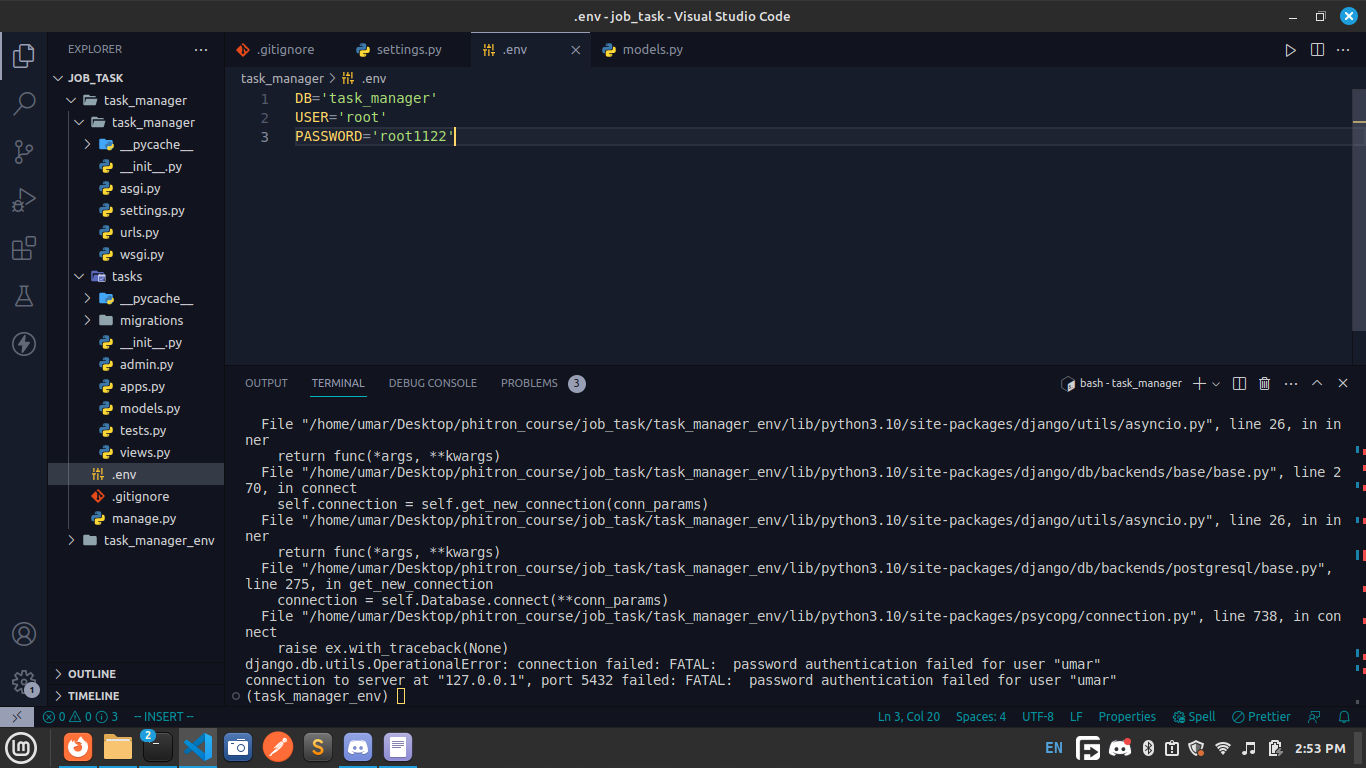 .env - job_task - Visual Studio Code
EXPLORER
.gitignore
settings.py
.env
models.py
JOB_TASK
task_manager
task_manager
__pycache__
__init__.py
asgi.py
settings.py
urls.py
wsgi.py
tasks
__pycache__
migrations
__init__.py
admin.py
apps.py
models.py
tests.py
views.py
.env
.gitignore
manage.py
task_manager_env
OUTLINE
TIMELINE
task_manager > .env
1 DB='task_manager'
2 USER='root'
3 PASSWORD='root1122'
OUTPUT TERMINAL DEBUG CONSOLE PROBLEMS 3
bash - task_manager
File "/home/umar/Desktop/phitron_course/job_task/task_manager_env/lib/python3.10/site-packages/django/utils/asyncio.py", line 26, in in
ner
return func(*args, **kwargs)
File "/home/umar/Desktop/phitron_course/job_task/task_manager_env/lib/python3.10/site-packages/django/db/backends/base/base.py", line 2
70, in connect
self.connection = self.get_new_connection(conn_params)
File "/home/umar/Desktop/phitron_course/job_task/task_manager_env/lib/python3.10/site-packages/django/utils/asyncio.py", line 26, in in
ner
return func(*args, **kwargs)
File "/home/umar/Desktop/phitron_course/job_task/task_manager_env/lib/python3.10/site-packages/django/db/backends/postgresql/base.py",
line 275, in get_new_connection
connection = self.Database.connect(**conn_params)
File "/home/umar/Desktop/phitron_course/job_task/task_manager_env/lib/python3.10/site-packages/psycopg/connection.py", line 738, in con
nect
raise ex.with_traceback(None)
django.db.utils.OperationalError: connection failed: FATAL:  password authentication failed for user "umar"
connection to server at "127.0.0.1", port 5432 failed: FATAL:  password authentication failed for user "umar"
(task_manager_env)
1
0 0 3 -- INSERT --
Ln 3, Col 20 Spaces: 4 UTF-8 LF Properties Spell Prettier
2
S
EN
2:53 PM